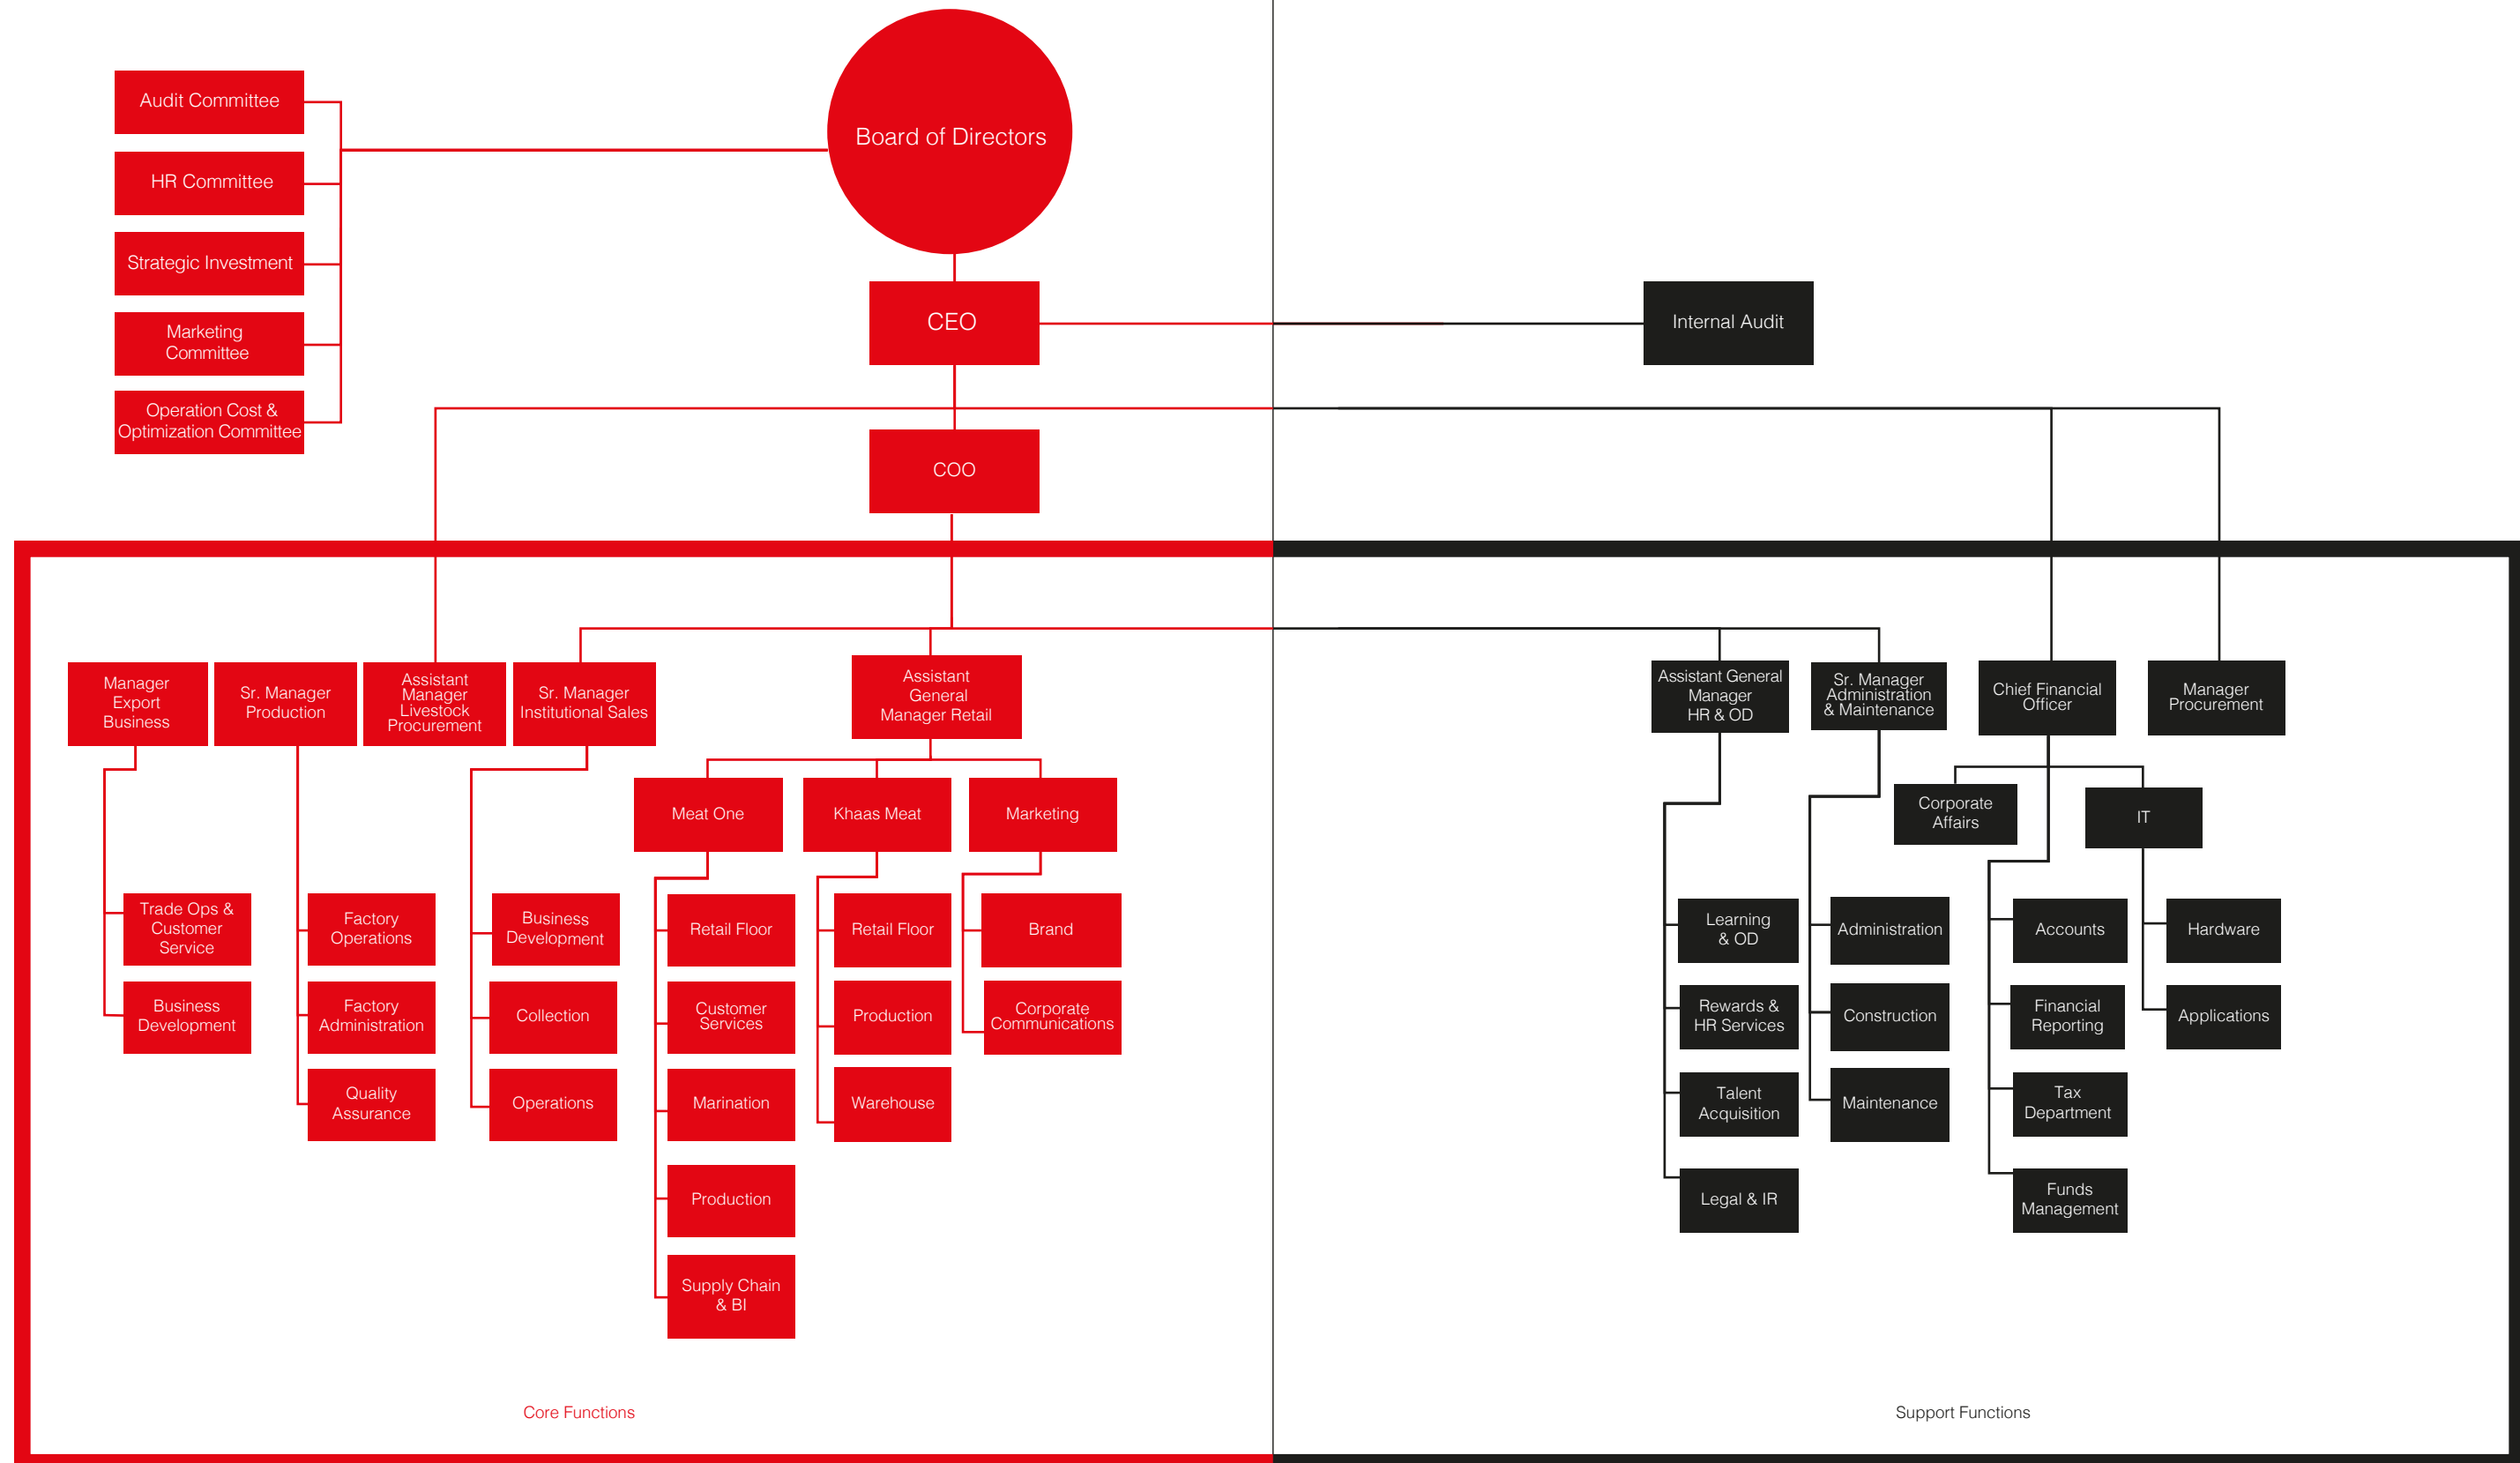 Board of Directors
Audit Committee
HR Committee
Strategic Investment
Marketing
Committee
Operation Cost &
Optimization Committee
CEO
Internal Audit
COO
Manager
Export
Business
Sr. Manager
Production
Assistant
Manager
Livestock
Procurement
Sr. Manager
Institutional Sales
Assistant
General
Manager Retail
Assistant General
Manager
HR & OD
Sr. Manager
Administration
& Maintenance
Chief Financial
Officer
Manager
Procurement
Meat One
Khaas Meat
Marketing
Corporate
Affairs
IT
Trade Ops &
Customer
Service
Business
Development
Factory
Operations
Factory
Administration
Quality
Assurance
Business
Development
Collection
Operations
Retail Floor
Customer
Services
Marination
Production
Supply Chain
& BI
Retail Floor
Production
Warehouse
Brand
Corporate
Communications
Learning
& OD
Rewards &
HR Services
Talent
Acquisition
Legal & IR
Administration
Construction
Maintenance
Accounts
Financial
Reporting
Tax
Department
Funds
Management
Hardware
Applications
Core Functions
Support Functions